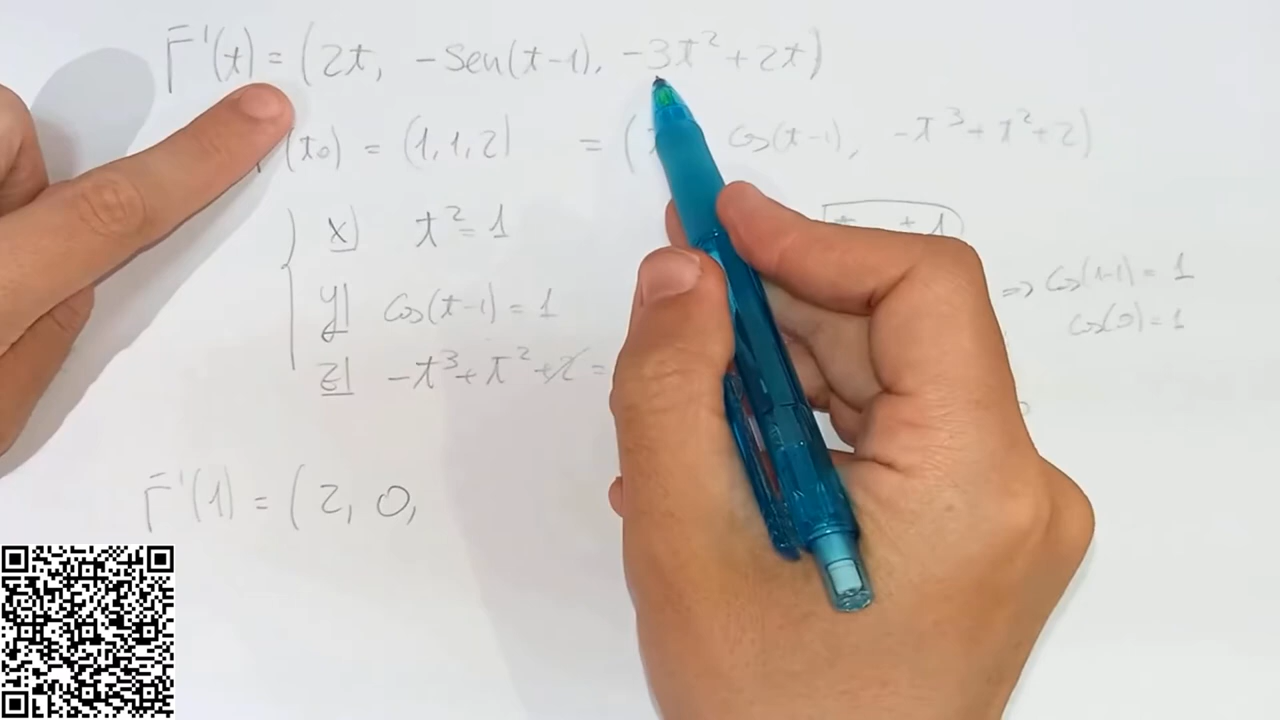 r̄'(t) = (2t, -sen(t-1), -3t²+2t)
(t0) = (1,1,2) = ( cos(t-1), -t³+t²+2)
x) t²=1
y) cos(t-1)=1 => cos(1-1)=1
cos(0)=1
z) -t³+t²+2=
r̄'(1) = (2, 0,